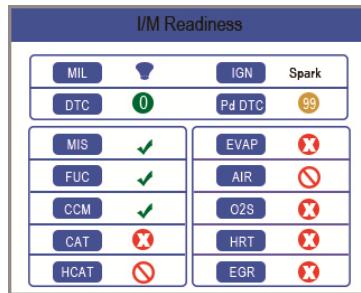 I/M Readiness
MIL IGN Spark
DTC 0 Pd DTC 99
MIS EVAP
FUC AIR
CCM O2S
CAT HRT
HCAT EGR